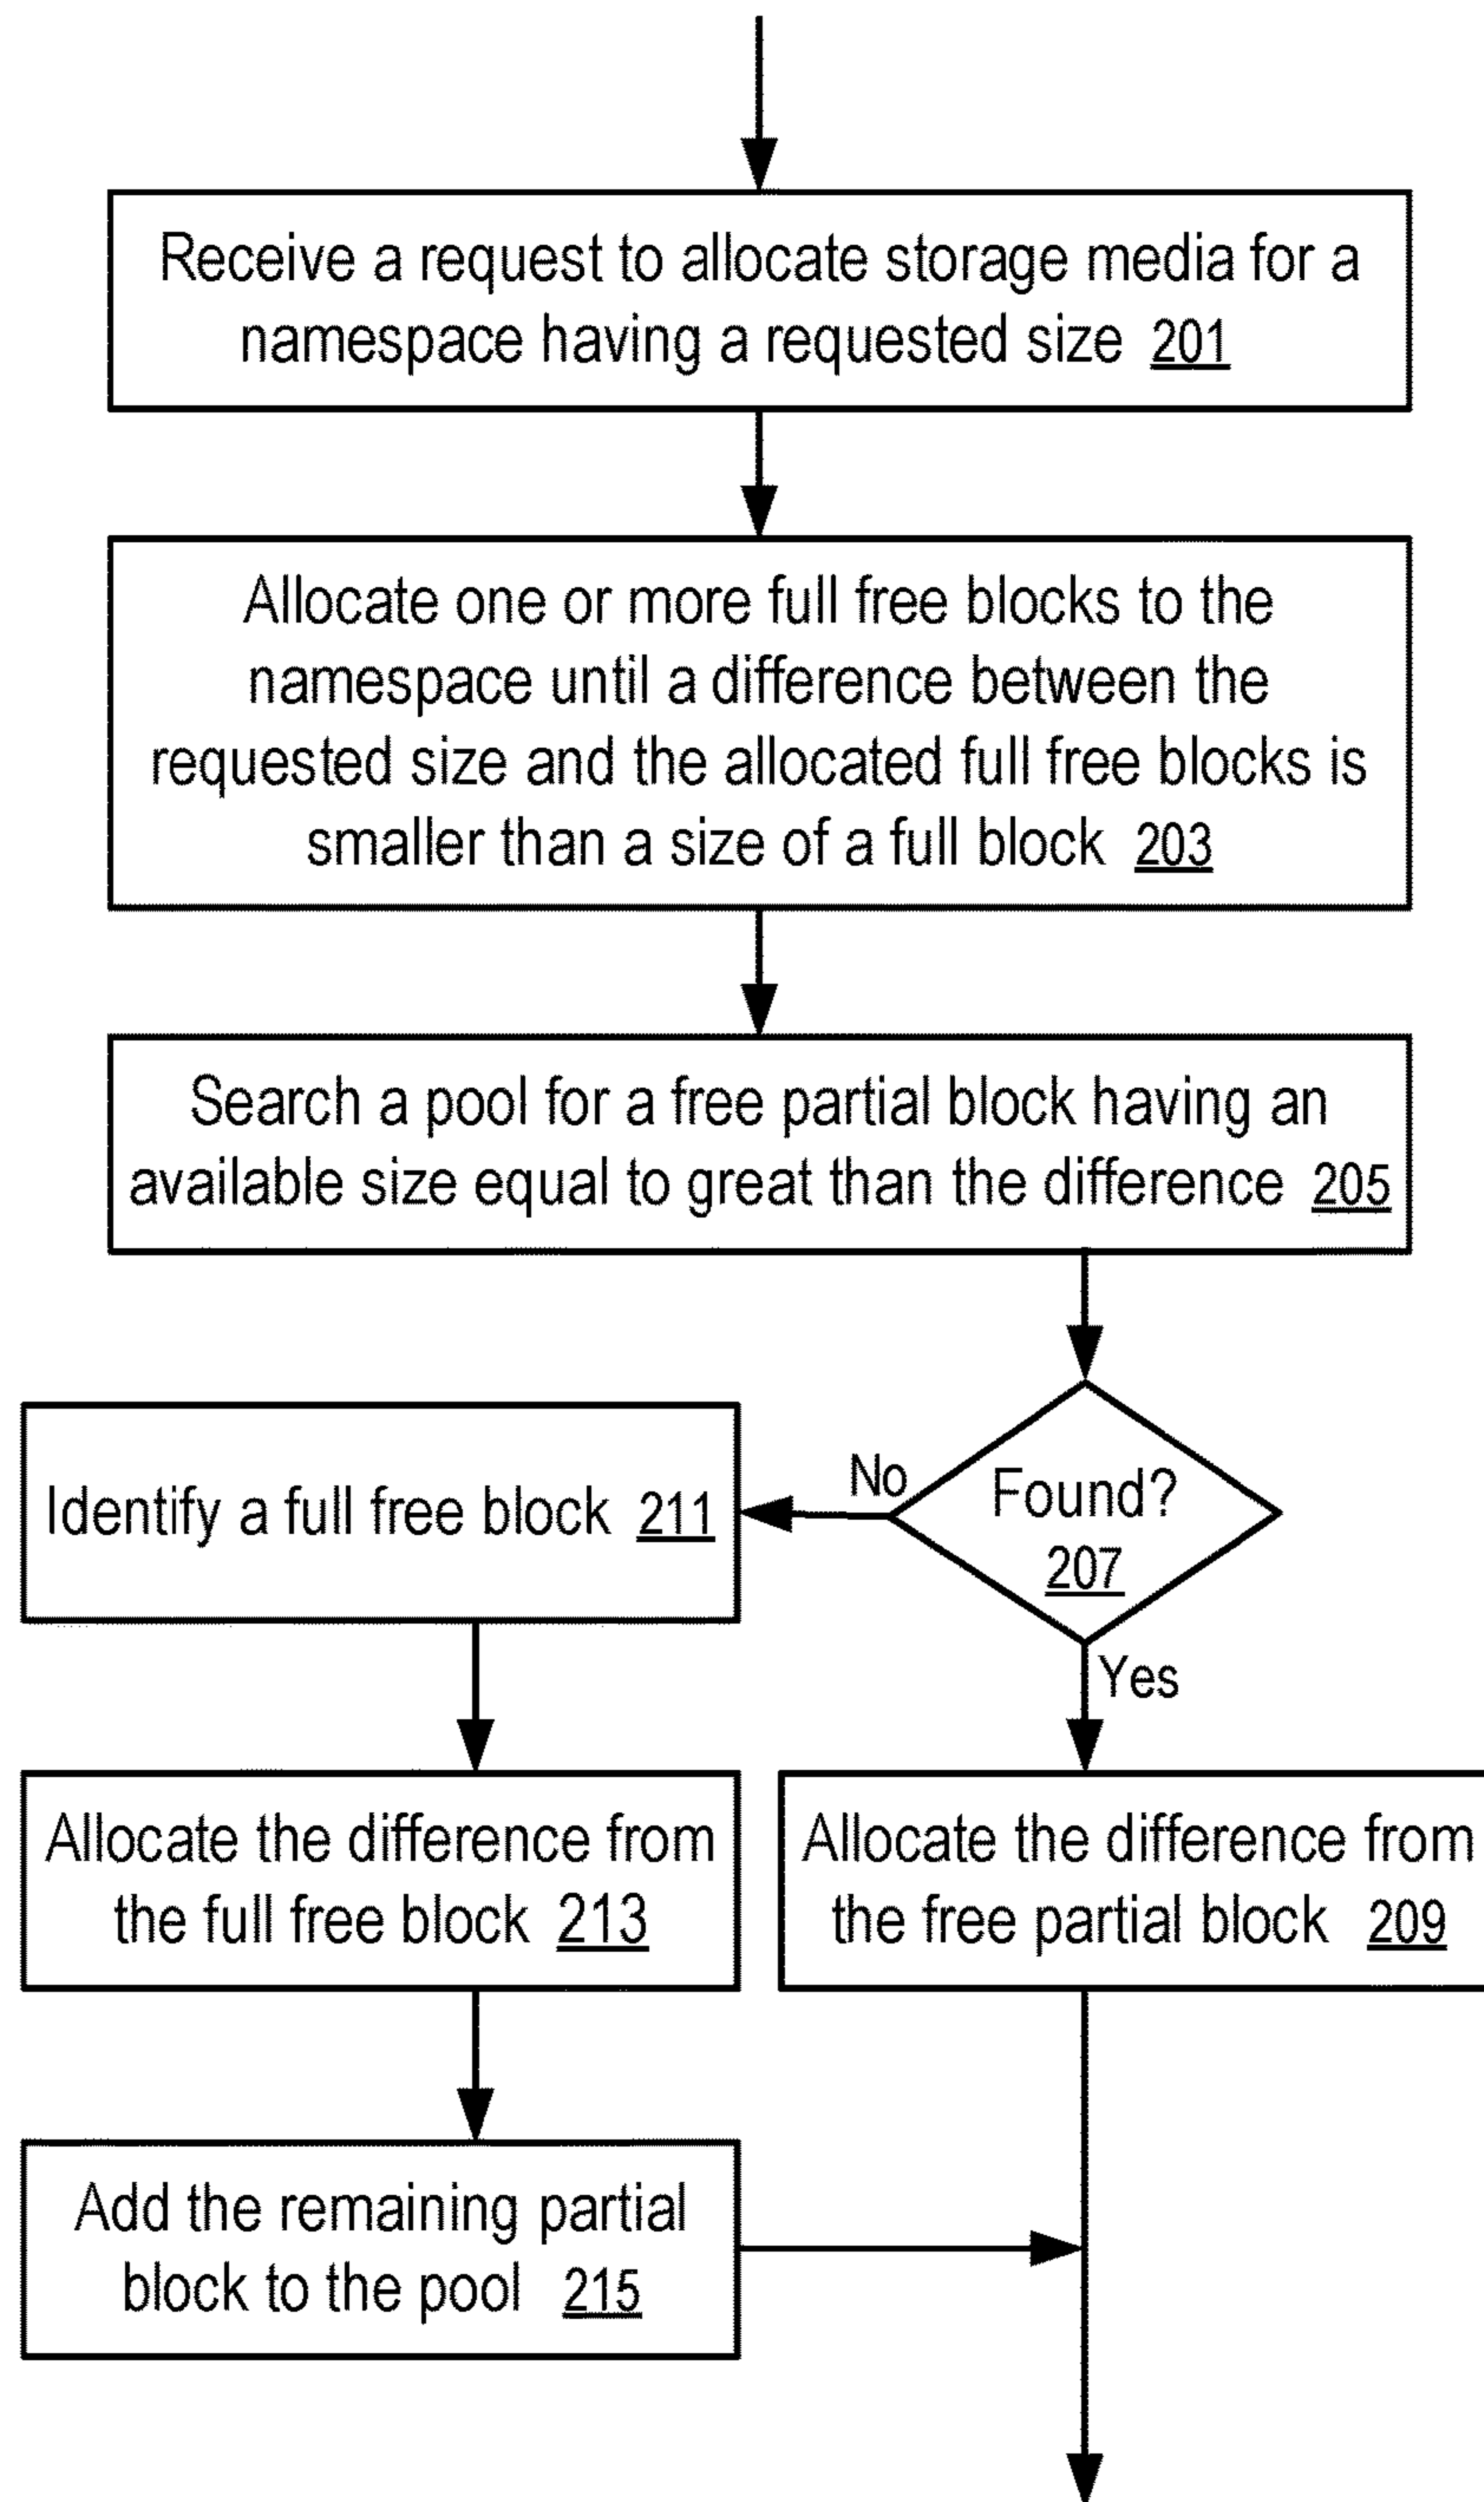 Receive a request to allocate storage media for a
namespace having a requested size 201
Allocate one or more full free blocks to the
namespace until a difference between the
requested size and the allocated full free blocks is
smaller than a size of a full block 203
Search a pool for a free partial block having an
available size equal to great than the difference 205
No
Found?
207
Identify a full free block 211
Yes
Allocate the difference from
the full free block 213
Allocate the difference from
the free partial block 209
Add the remaining partial
block to the pool 215